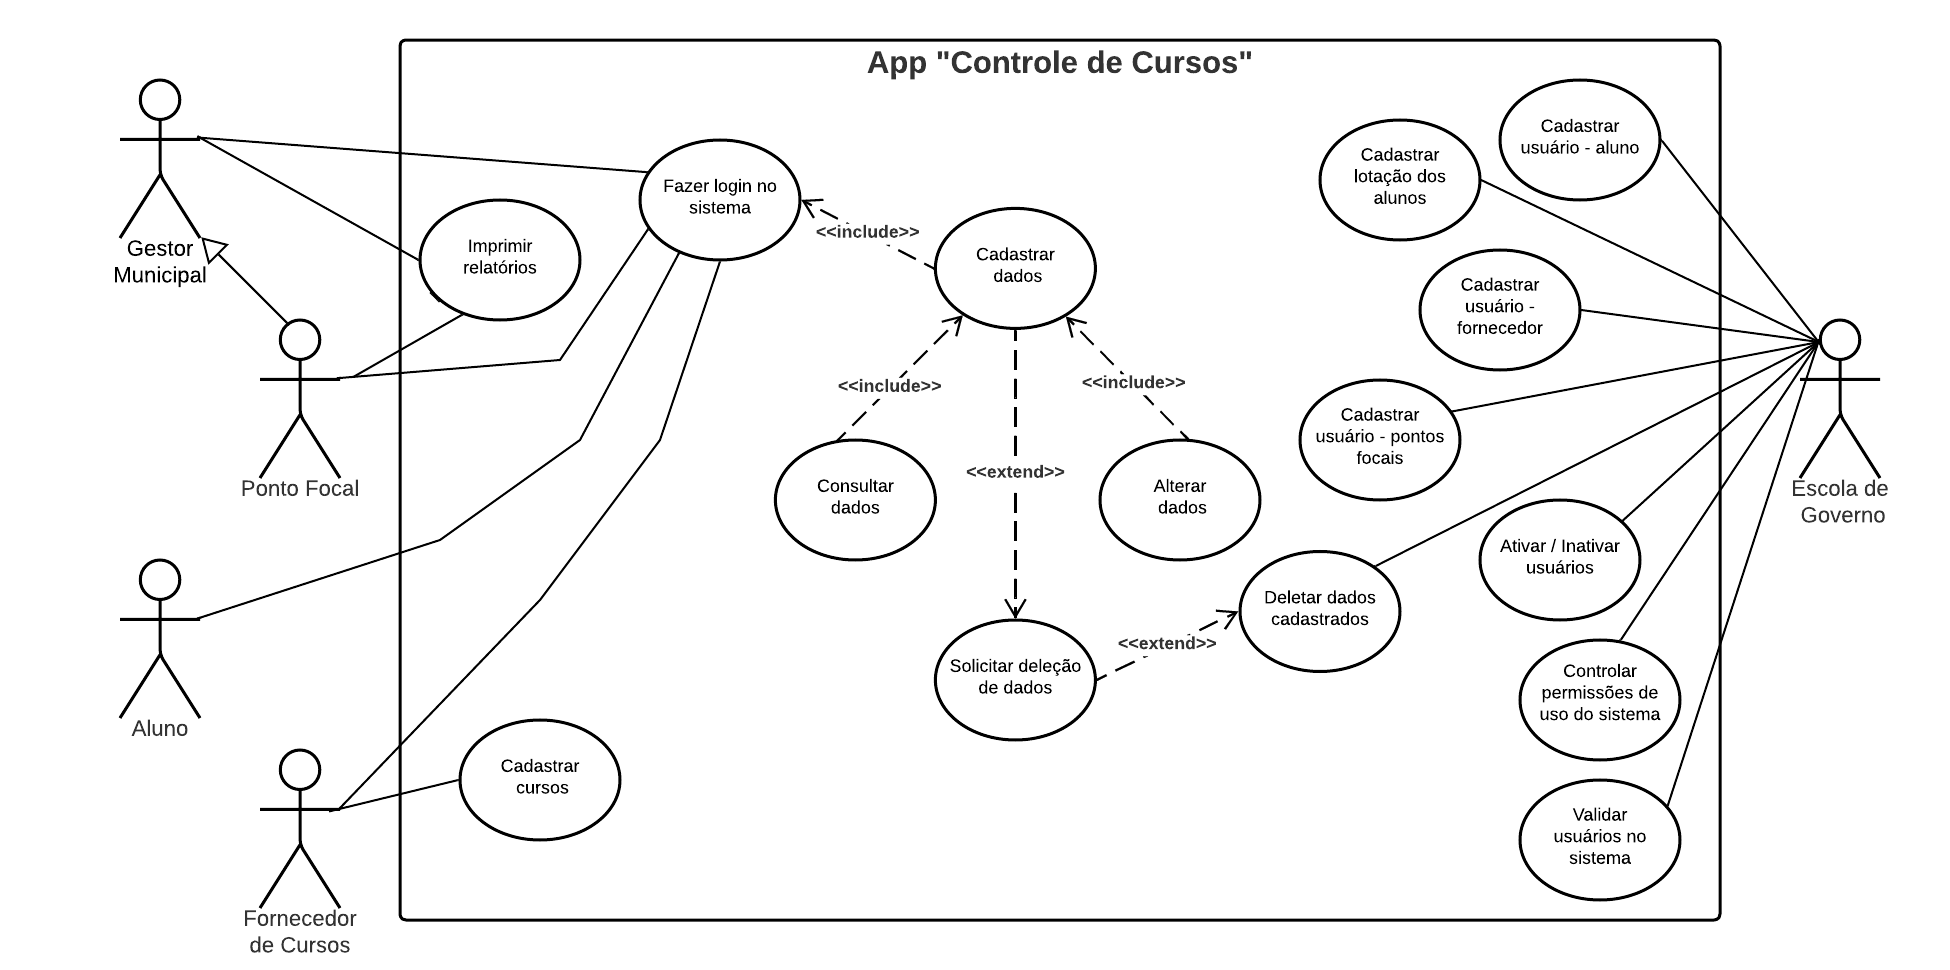 App "Controle de Cursos"
Gestor
Municipal
Ponto Focal
Aluno
Fornecedor
de Cursos
Imprimir
relatórios
Fazer login no
sistema
<<include>>
Cadastrar
dados
<<include>>
<<include>>
<<extend>>
Consultar
dados
Alterar
dados
Solicitar deleção
de dados
<<extend>>
Deletar dados
cadastrados
Cadastrar
cursos
Cadastrar
usuário - aluno
Cadastrar
lotação dos
alunos
Cadastrar
usuário -
fornecedor
Cadastrar
usuário - pontos
focais
Ativar / Inativar
usuários
Controlar
permissões de
uso do sistema
Validar
usuários no
sistema
Escola de
Governo